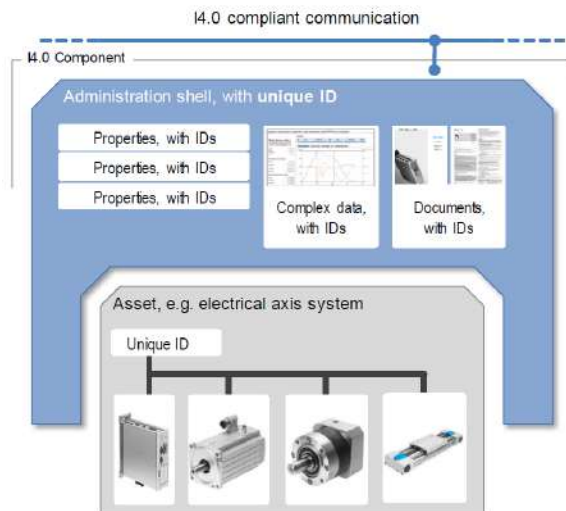 I4.0 compliant communication
I4.0 Component
Administration shell, with unique ID
Properties, with IDs
Properties, with IDs
Properties, with IDs
Complex data,
with IDs
Documents,
with IDs
Asset, e.g. electrical axis system
Unique ID